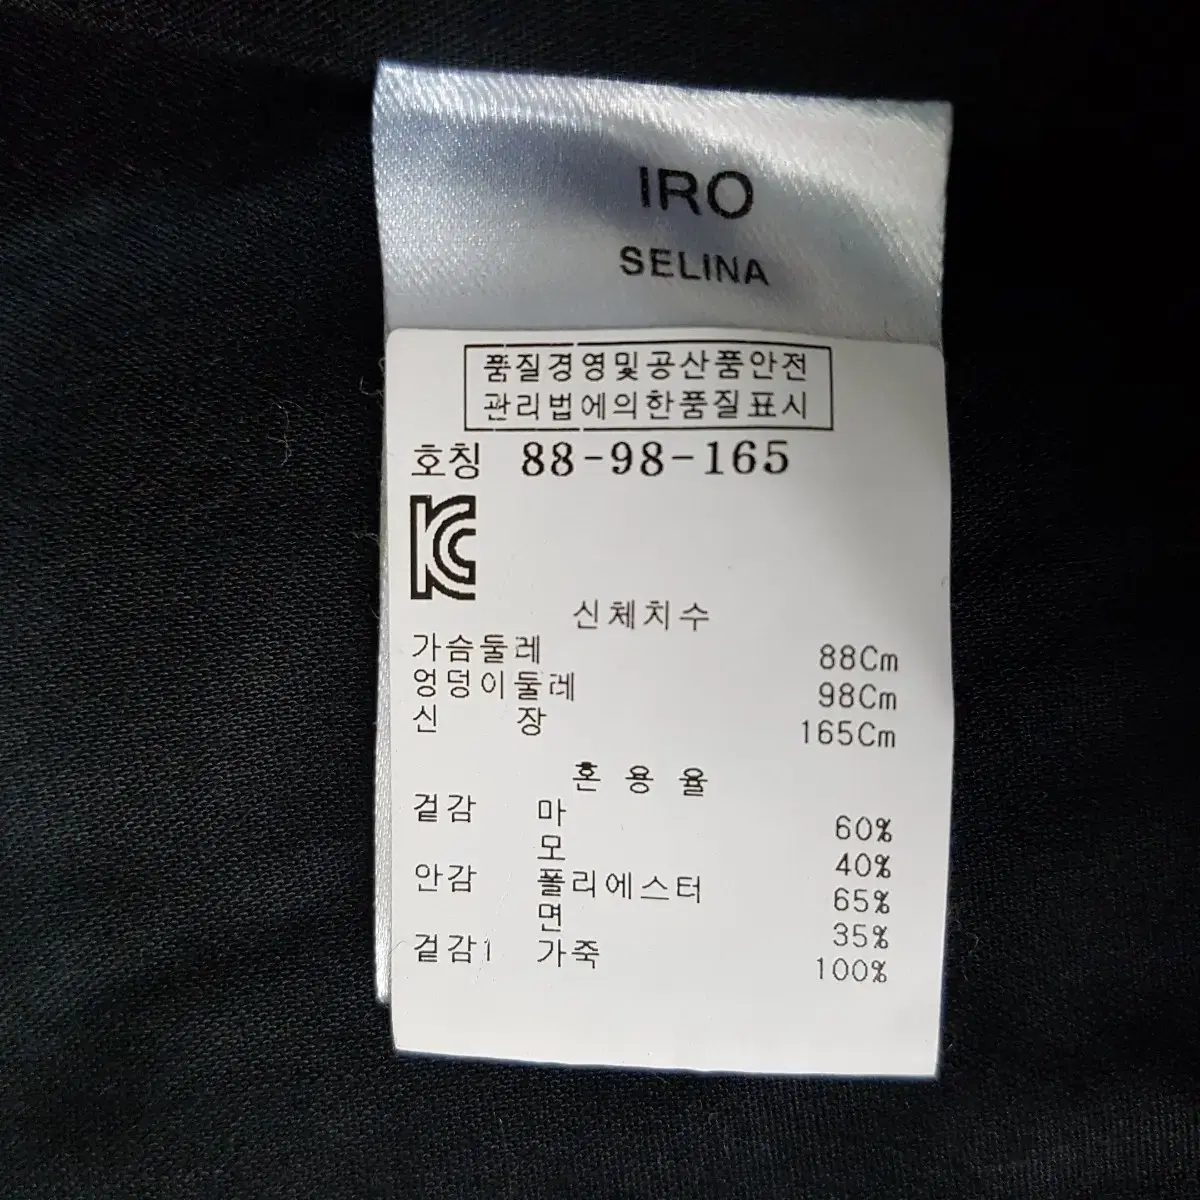 IRO
SELINA
품질경영및공산품안전
관리법에의한품질표시
호칭 88-98-165
신체치수
가슴둘레 88Cm
엉덩이둘레 98Cm
신 장 165Cm
혼 용 율
겉감 마 60%
모 40%
안감 폴리에스터 65%
면 35%
겉감1 가죽 100%